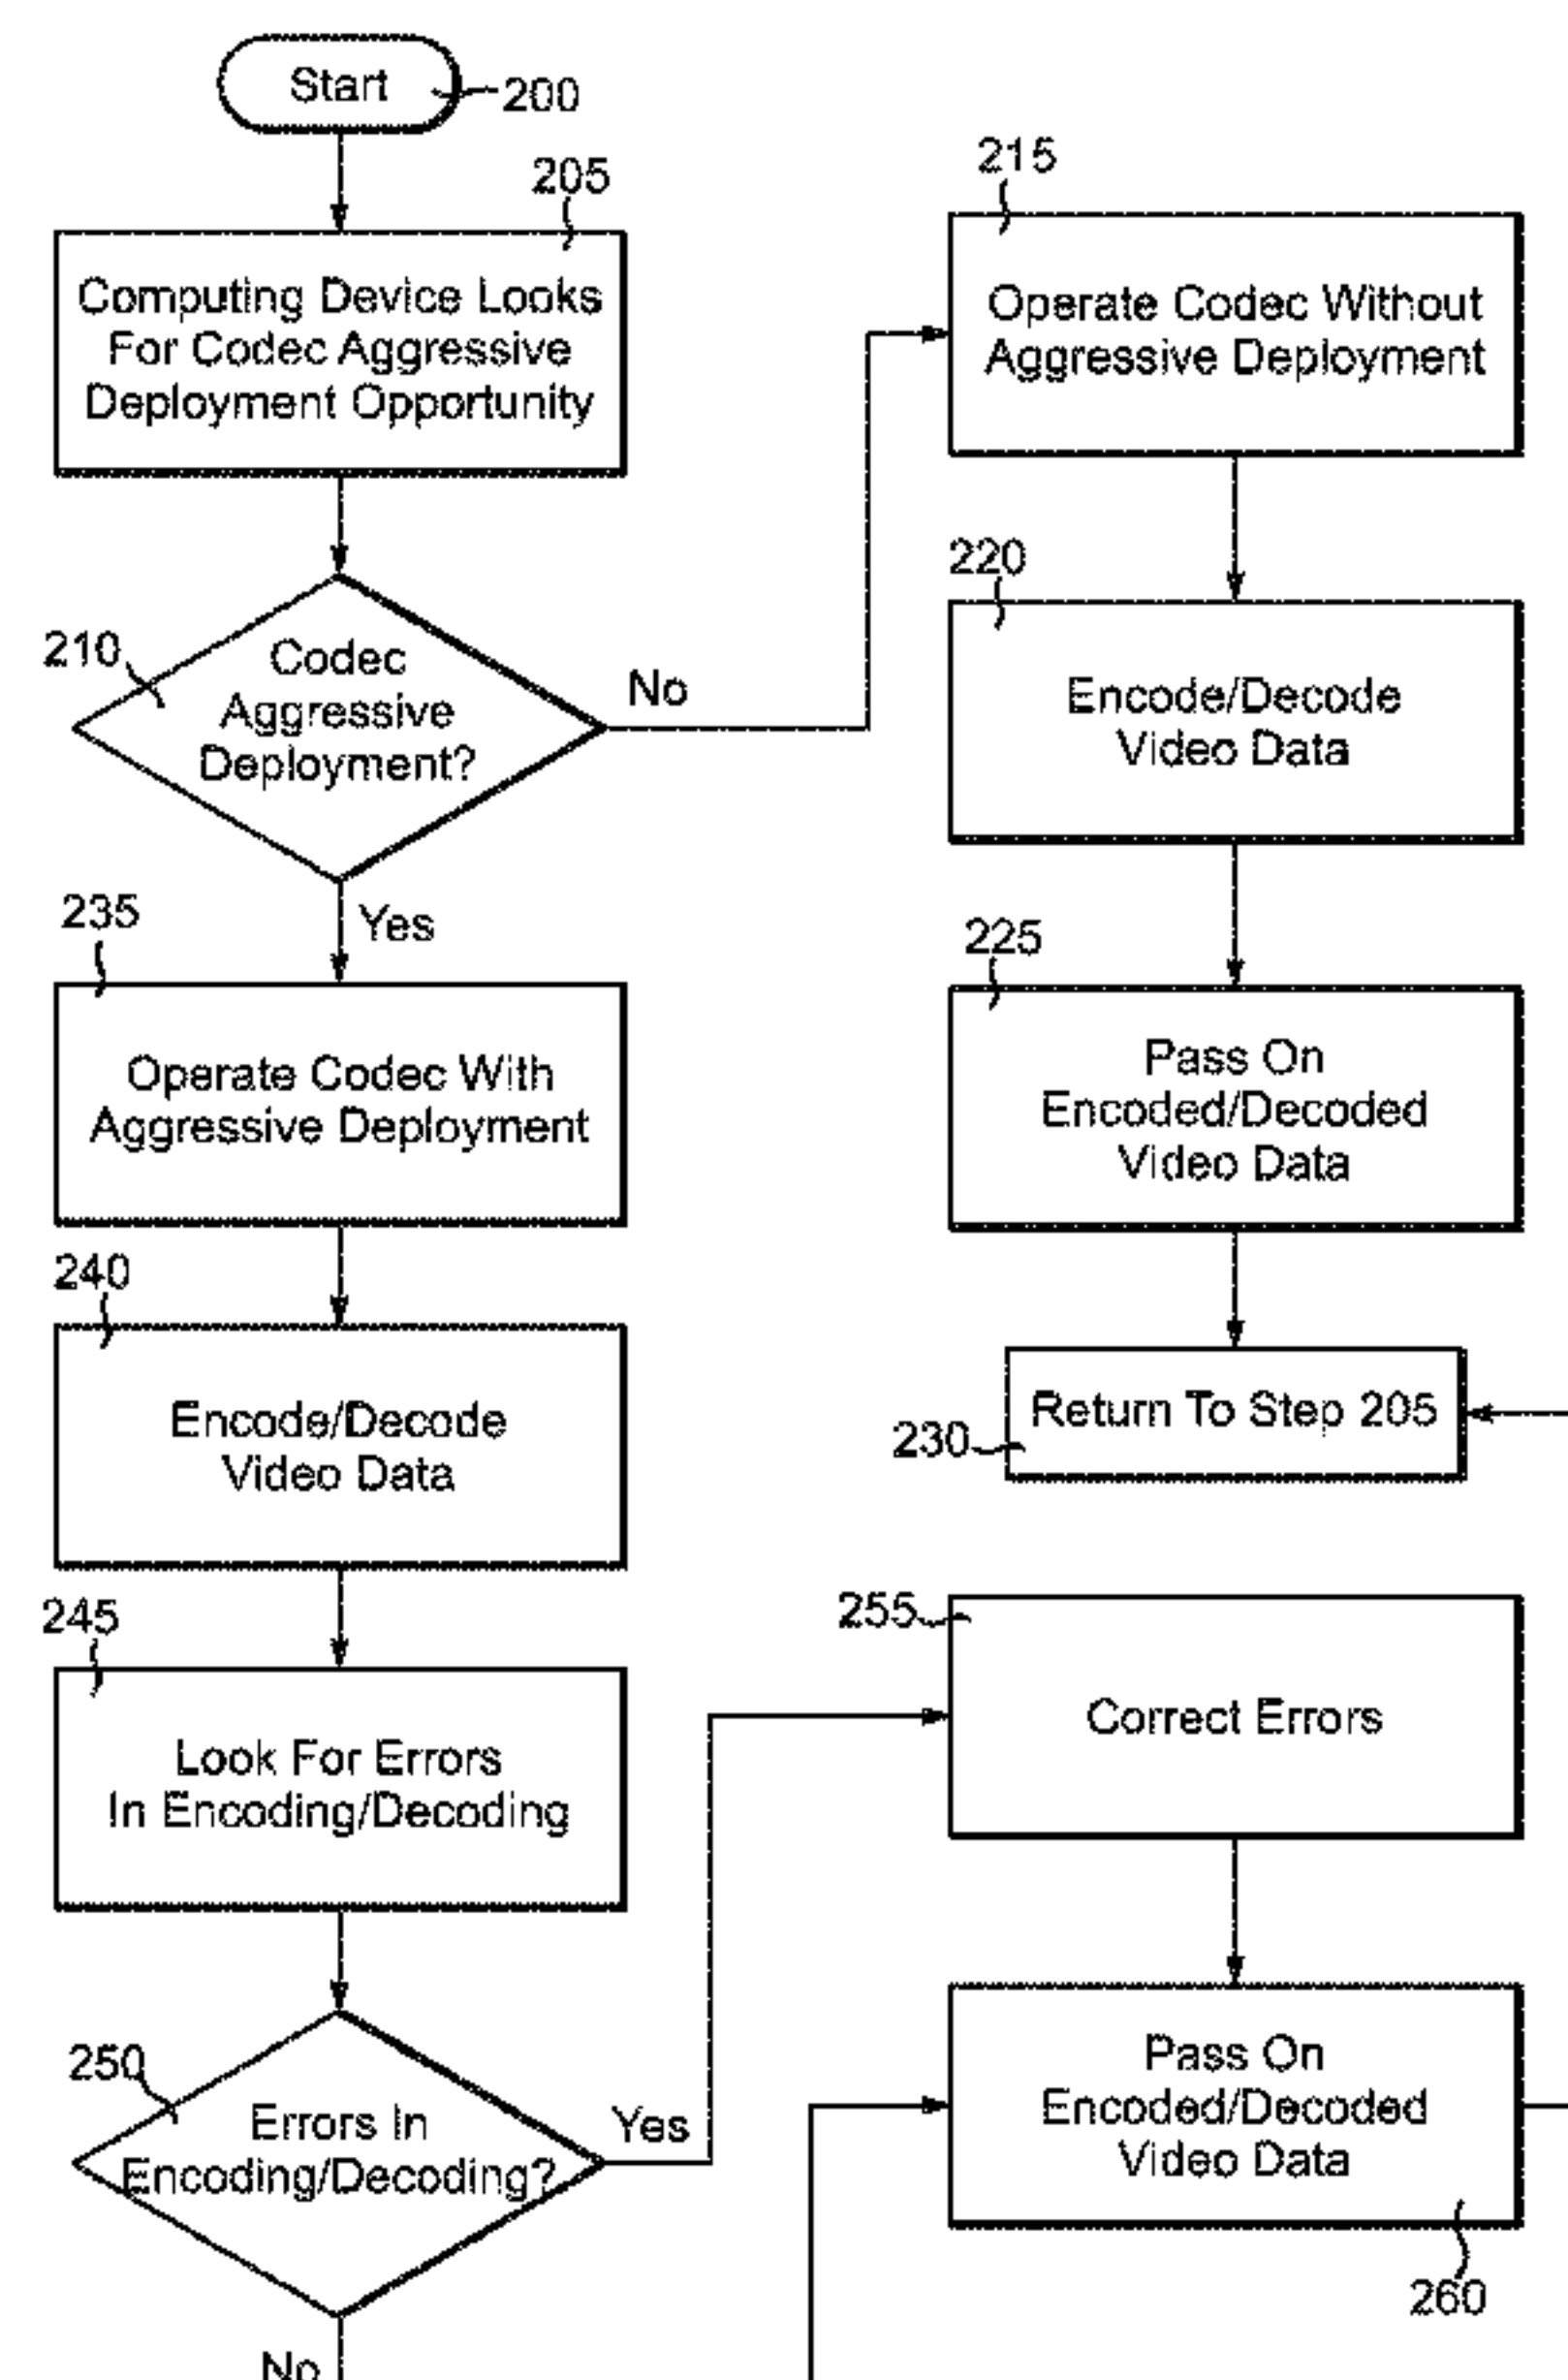 Start
200
205
Computing Device Looks
For Codec Aggressive
Deployment Opportunity
210
Codec
Aggressive
Deployment?
No
Yes
215
Operate Codec Without
Aggressive Deployment
220
Encode/Decode
Video Data
225
Pass On
Encoded/Decoded
Video Data
Return To Step 205
230
235
Operate Codec With
Aggressive Deployment
240
Encode/Decode
Video Data
245
Look For Errors
In Encoding/Decoding
250
Errors In
Encoding/Decoding?
Yes
No
255
Correct Errors
Pass On
Encoded/Decoded
Video Data
260